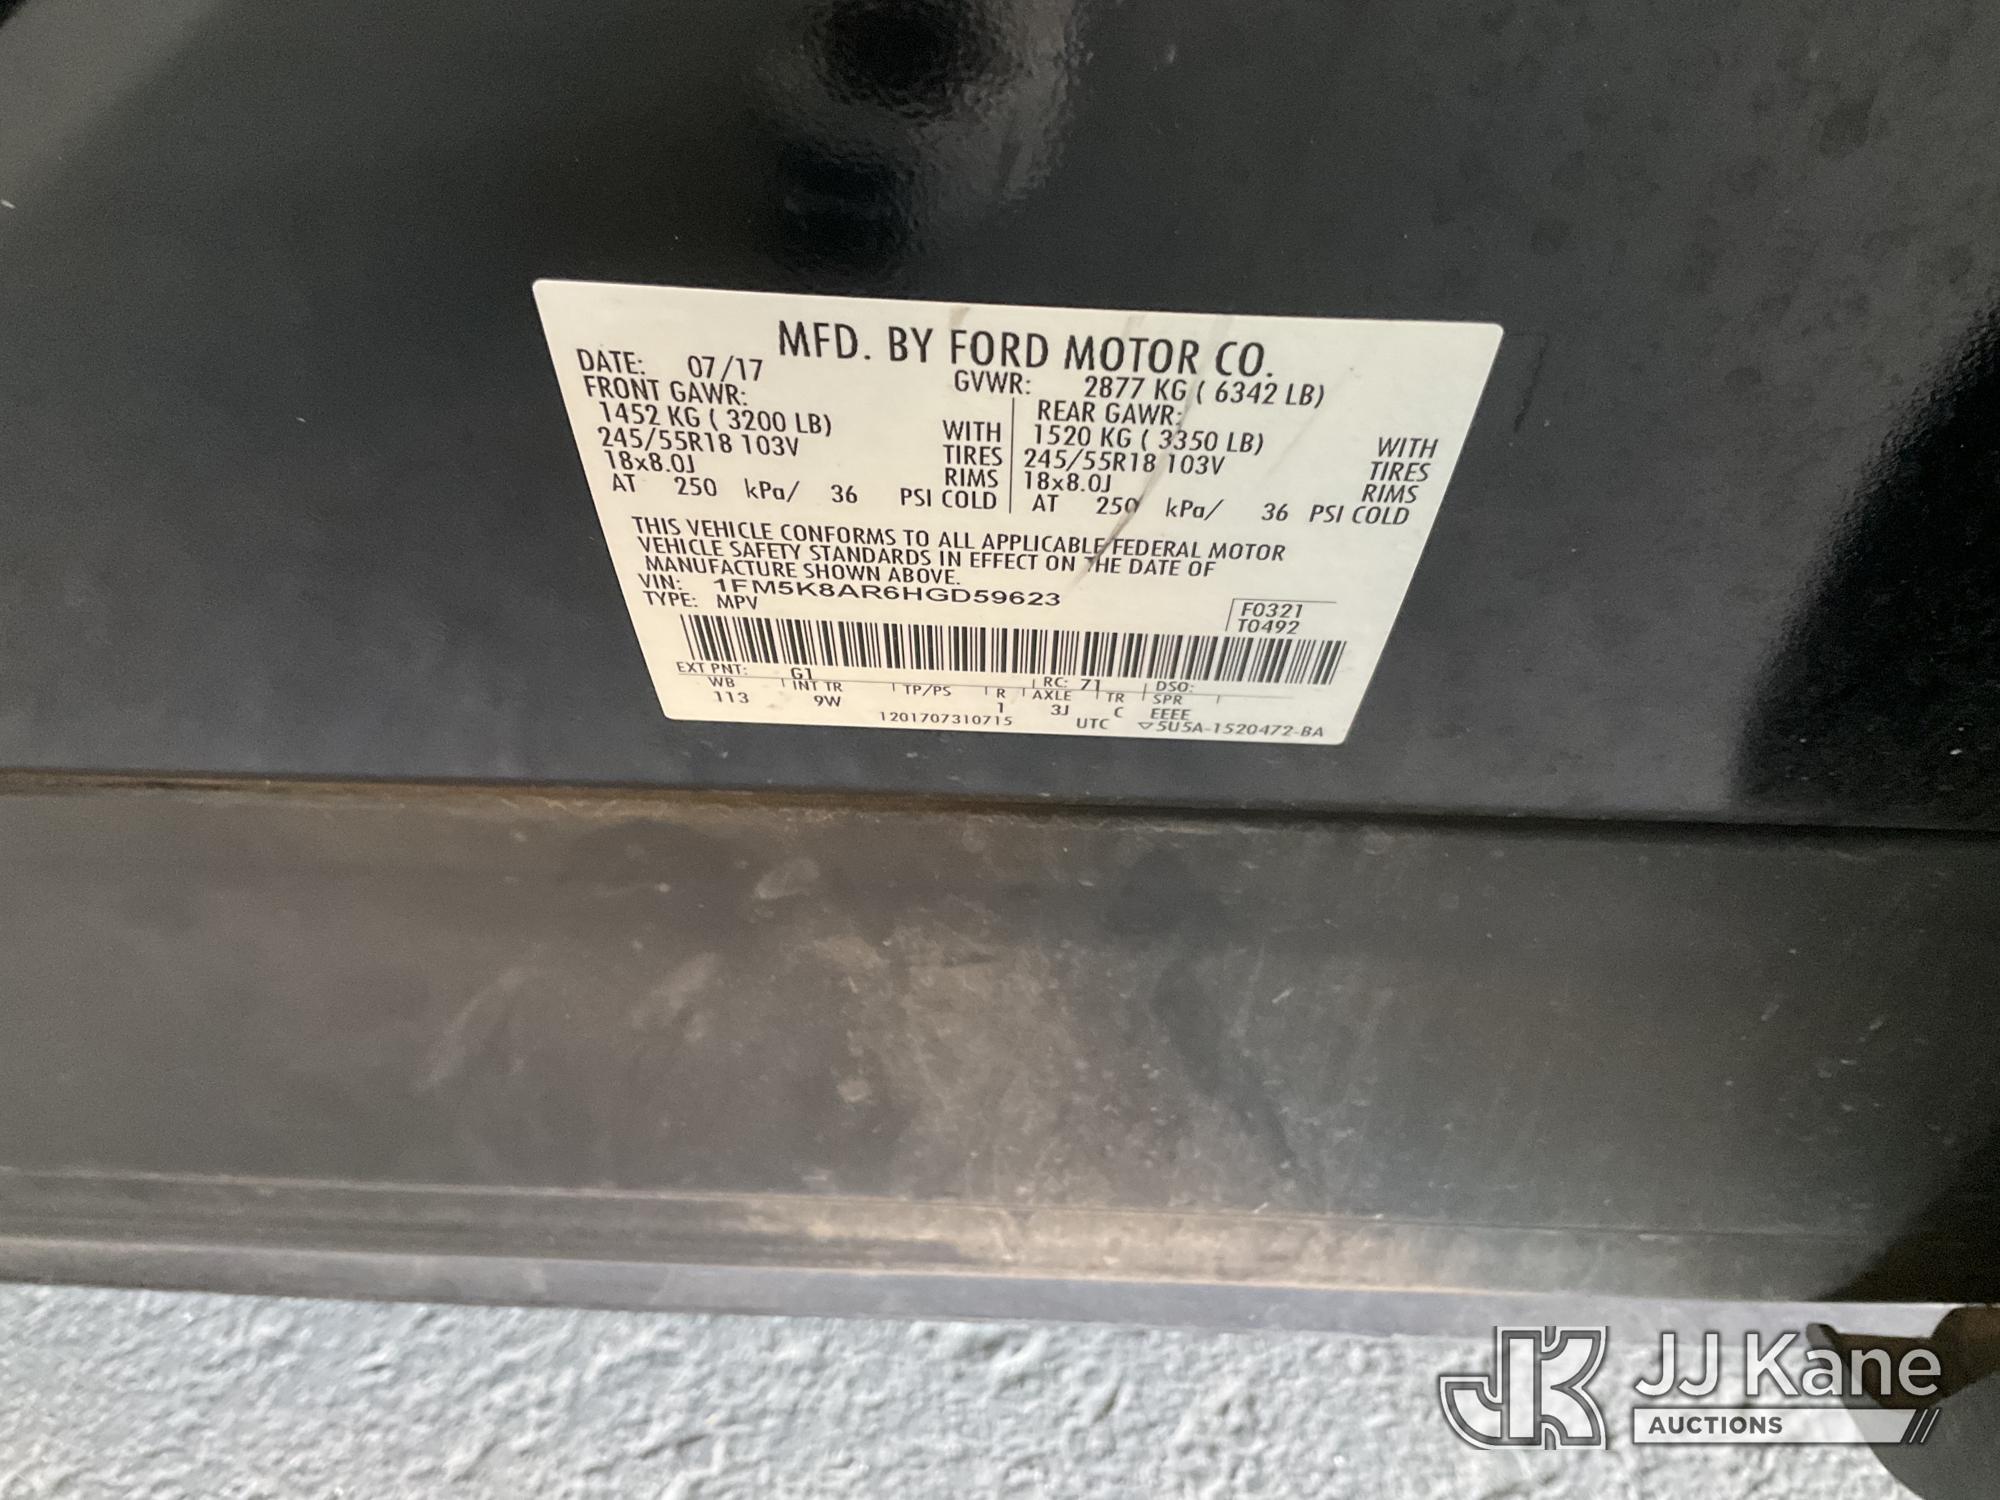 MFD. BY FORD MOTOR CO.
DATE: 07/17 GVWR: 2877 KG ( 6342 LB)
FRONT GAWR: REAR GAWR:
1452 KG ( 3200 LB) WITH 1520 KG ( 3350 LB) WITH
245/55R18 103V TIRES 245/55R18 103V TIRES
18x8.0J RIMS 18x8.0J RIMS
AT 250 kPa/ 36 PSI COLD AT 250 kPa/ 36 PSI COLD
THIS VEHICLE CONFORMS TO ALL APPLICABLE FEDERAL MOTOR
VEHICLE SAFETY STANDARDS IN EFFECT ON THE DATE OF
MANUFACTURE SHOWN ABOVE.
VIN: 1FM5K8AR6HGD59623
TYPE: MPV
F0321
T0492
EXT PNT: G1 RC: 71 DSO:
WB INT TR TP/PS R AXLE TR SPR
113 9W 1 3J C EEEE
1201707310715 UTC ▽5U5A-1520472-BA
JK JJ Kane
AUCTIONS